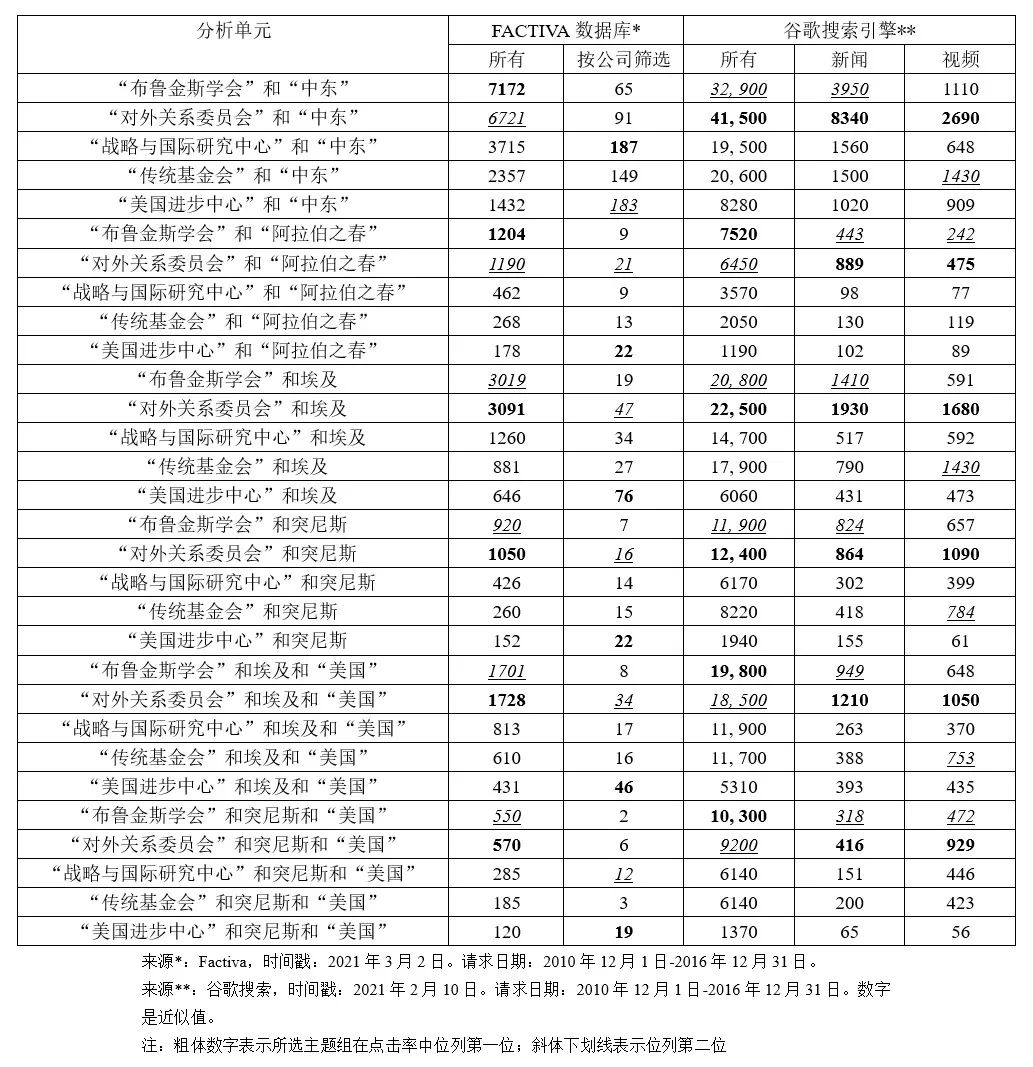 分析单元 FACTIVA 数据库* 谷歌搜索引擎**
所有 按公司筛选 所有 新闻 视频
“布鲁金斯学会”和“中东” 7172 65 32, 900 3950 1110
“对外关系委员会”和“中东” 6721 91 41, 500 8340 2690
“战略与国际研究中心”和“中东” 3715 187 19, 500 1560 648
“传统基金会”和“中东” 2357 149 20, 600 1500 1430
“美国进步中心”和“中东” 1432 183 8280 1020 909
“布鲁金斯学会”和“阿拉伯之春” 1204 9 7520 443 242
“对外关系委员会”和“阿拉伯之春” 1190 21 6450 889 475
“战略与国际研究中心”和“阿拉伯之春” 462 9 3570 98 77
“传统基金会”和“阿拉伯之春” 268 13 2050 130 119
“美国进步中心”和“阿拉伯之春” 178 22 1190 102 89
“布鲁金斯学会”和埃及 3019 19 20, 800 1410 591
“对外关系委员会”和埃及 3091 47 22, 500 1930 1680
“战略与国际研究中心”和埃及 1260 34 14, 700 517 592
“传统基金会”和埃及 881 27 17, 900 790 1430
“美国进步中心”和埃及 646 76 6060 431 473
“布鲁金斯学会”和突尼斯 920 7 11, 900 824 657
“对外关系委员会”和突尼斯 1050 16 12, 400 864 1090
“战略与国际研究中心”和突尼斯 426 14 6170 302 399
“传统基金会”和突尼斯 260 15 8220 418 784
“美国进步中心”和突尼斯 152 22 1940 155 61
“布鲁金斯学会”和埃及和“美国” 1701 8 19, 800 949 648
“对外关系委员会”和埃及和“美国” 1728 34 18, 500 1210 1050
“战略与国际研究中心”和埃及和“美国” 813 17 11, 900 263 370
“传统基金会”和埃及和“美国” 610 16 11, 700 388 753
“美国进步中心”和埃及和“美国” 431 46 5310 393 435
“布鲁金斯学会”和突尼斯和“美国” 550 2 10, 300 318 472
“对外关系委员会”和突尼斯和“美国” 570 6 9200 416 929
“战略与国际研究中心”和突尼斯和“美国” 285 12 6140 151 446
“传统基金会”和突尼斯和“美国” 185 3 6140 200 423
“美国进步中心”和突尼斯和“美国” 120 19 1370 65 56
来源*：Factiva，时间戳：2021 年 3 月 2 日。请求日期：2010 年 12 月 1 日-2016 年 12 月 31 日。
来源**：谷歌搜索，时间戳：2021 年 2 月 10 日。请求日期：2010 年 12 月 1 日-2016 年 12 月 31 日。数字
是近似值。
注：粗体数字表示所选主题组在点击率中位列第一位；斜体下划线表示位列第二位